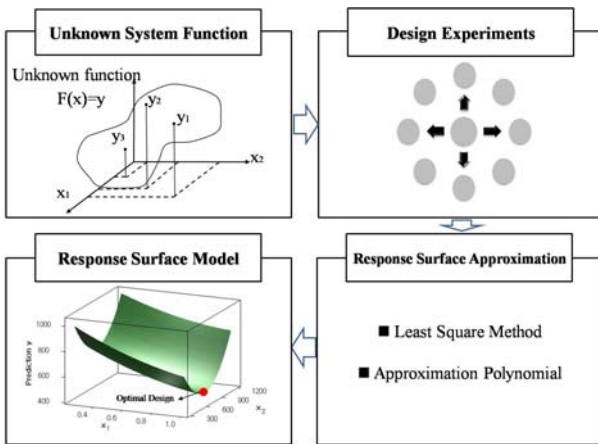 Unknown System Function
Unknown function
F(x)=y
y₂
y₁
y₃
x₂
x₁
Design Experiments
Response Surface Approximation
■ Least Square Method
■ Approximation Polynomial
Response Surface Model
Prediction y
1000
800
600
400
Optimal Design
0.4
0.6
0.8
1.0
x₁
300
600
900
1200
x₂